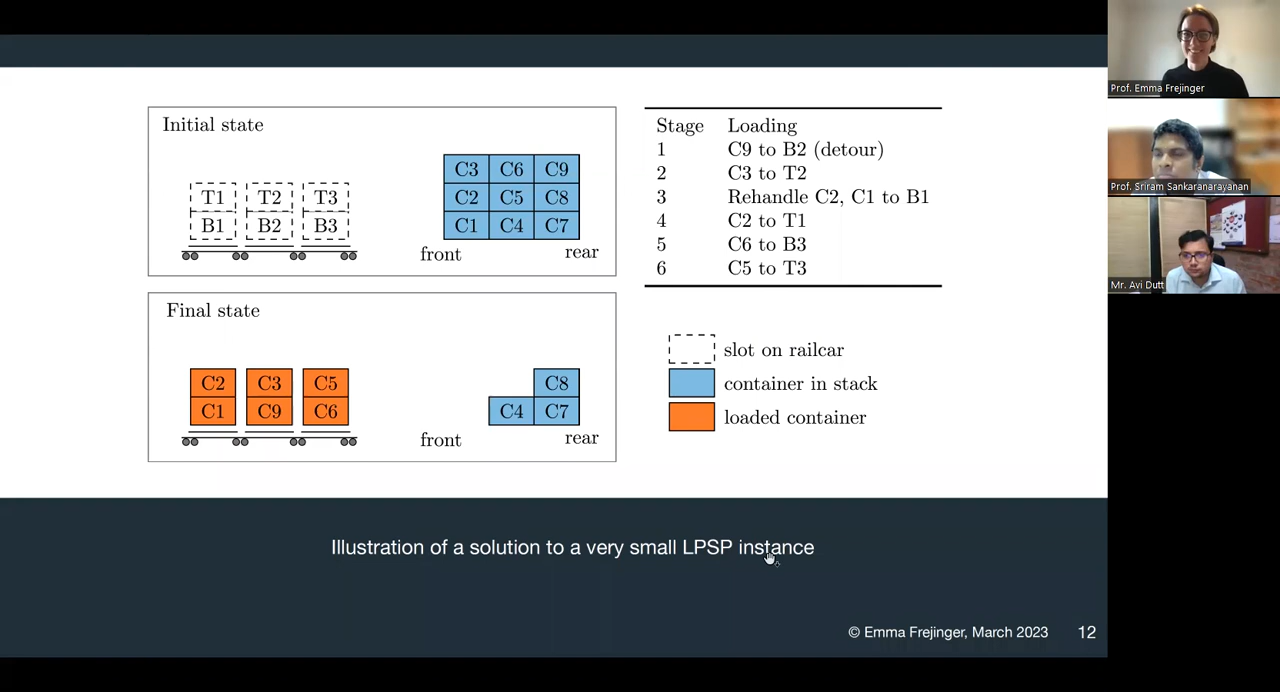 Initial state
T1 T2 T3
B1 B2 B3
C3 C6 C9
C2 C5 C8
C1 C4 C7
front rear
Final state
C2 C3 C5
C1 C9 C6
C8
C4 C7
front rear
Stage Loading
1 C9 to B2 (detour)
2 C3 to T2
3 Rehandle C2, C1 to B1
4 C2 to T1
5 C6 to B3
6 C5 to T3
slot on railcar
container in stack
loaded container
Illustration of a solution to a very small LPSP instance
© Emma Frejinger, March 2023 12
Prof. Emma Frejinger
Prof. Sriram Sankaranarayanan
Mr. Avi Dutt